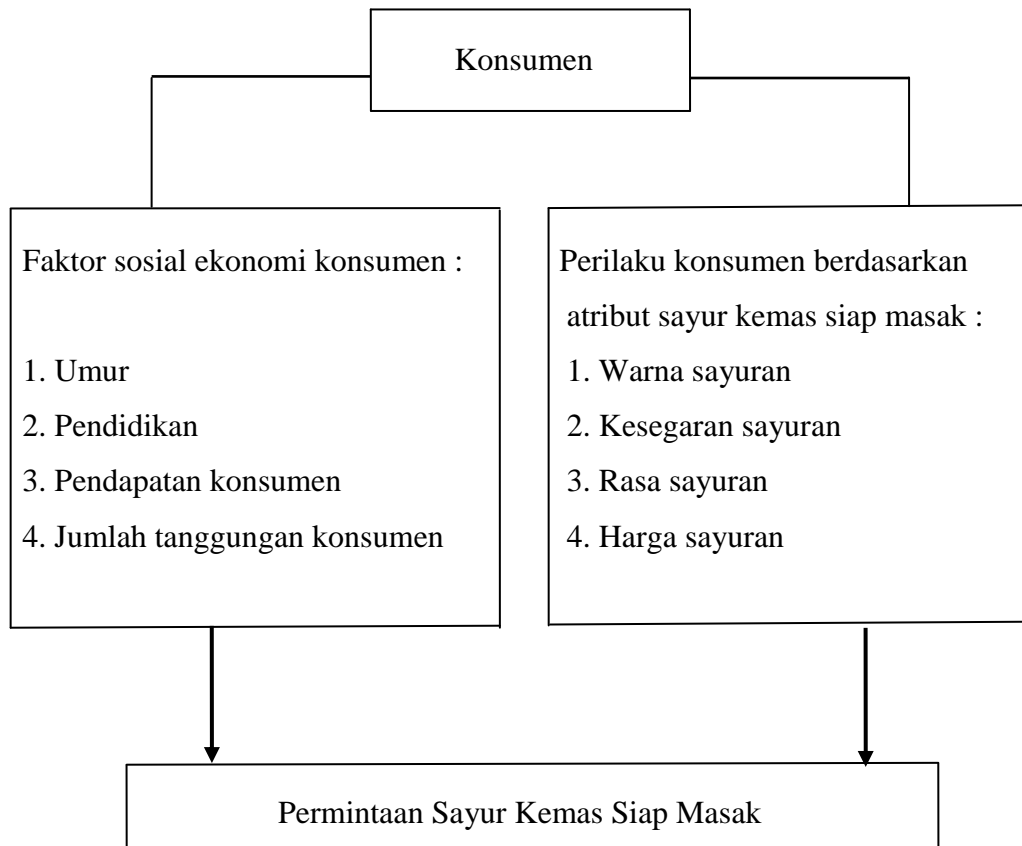 Konsumen
Faktor sosial ekonomi konsumen :
1. Umur
2. Pendidikan
3. Pendapatan konsumen
4. Jumlah tanggungan konsumen
Perilaku konsumen berdasarkan
atribut sayur kemas siap masak :
1. Warna sayuran
2. Kesegaran sayuran
3. Rasa sayuran
4. Harga sayuran
Permintaan Sayur Kemas Siap Masak